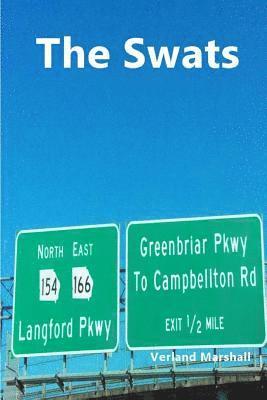 The Swats
North East
154 166
Langford Pkwy
Greenbriar Pkwy
To Campbellton Rd
EXIT 1/2 MILE
Verland Marshall